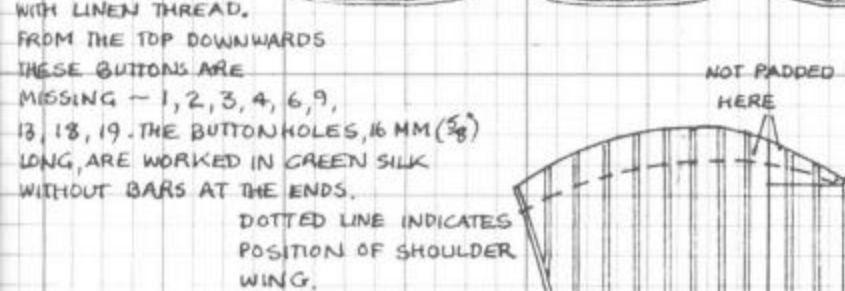 WITH LINEN THREAD.
FROM THE TOP DOWNWARDS
THESE BUTTONS ARE
MISSING ~ 1, 2, 3, 4, 6, 9,
13, 18, 19. THE BUTTONHOLES, 16 MM (5/8")
LONG, ARE WORKED IN GREEN SILK
WITHOUT BARS AT THE ENDS.
DOTTED LINE INDICATES
POSITION OF SHOULDER
WING.
NOT PADDED
HERE